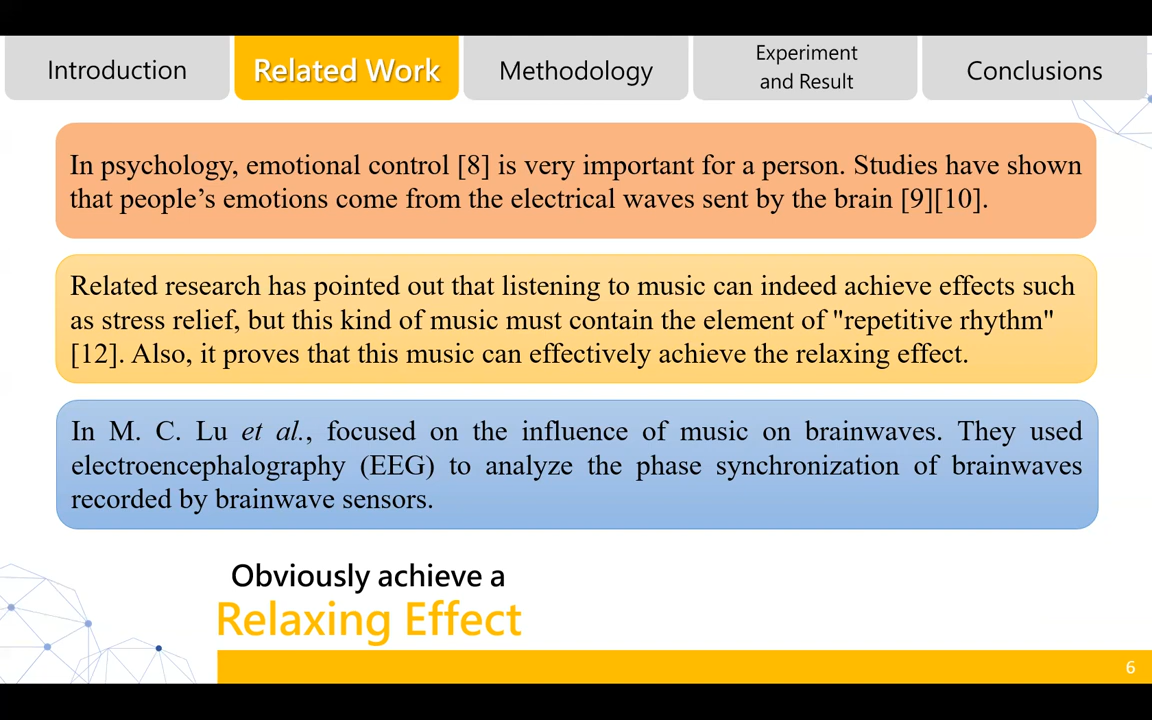 Introduction
Related Work
Methodology
Experiment
and Result
Conclusions
In psychology, emotional control [8] is very important for a person. Studies have shown
that people’s emotions come from the electrical waves sent by the brain [9][10].
Related research has pointed out that listening to music can indeed achieve effects such
as stress relief, but this kind of music must contain the element of "repetitive rhythm"
[12]. Also, it proves that this music can effectively achieve the relaxing effect.
In M. C. Lu et al., focused on the influence of music on brainwaves. They used
electroencephalography (EEG) to analyze the phase synchronization of brainwaves
recorded by brainwave sensors.
Obviously achieve a
Relaxing Effect
6